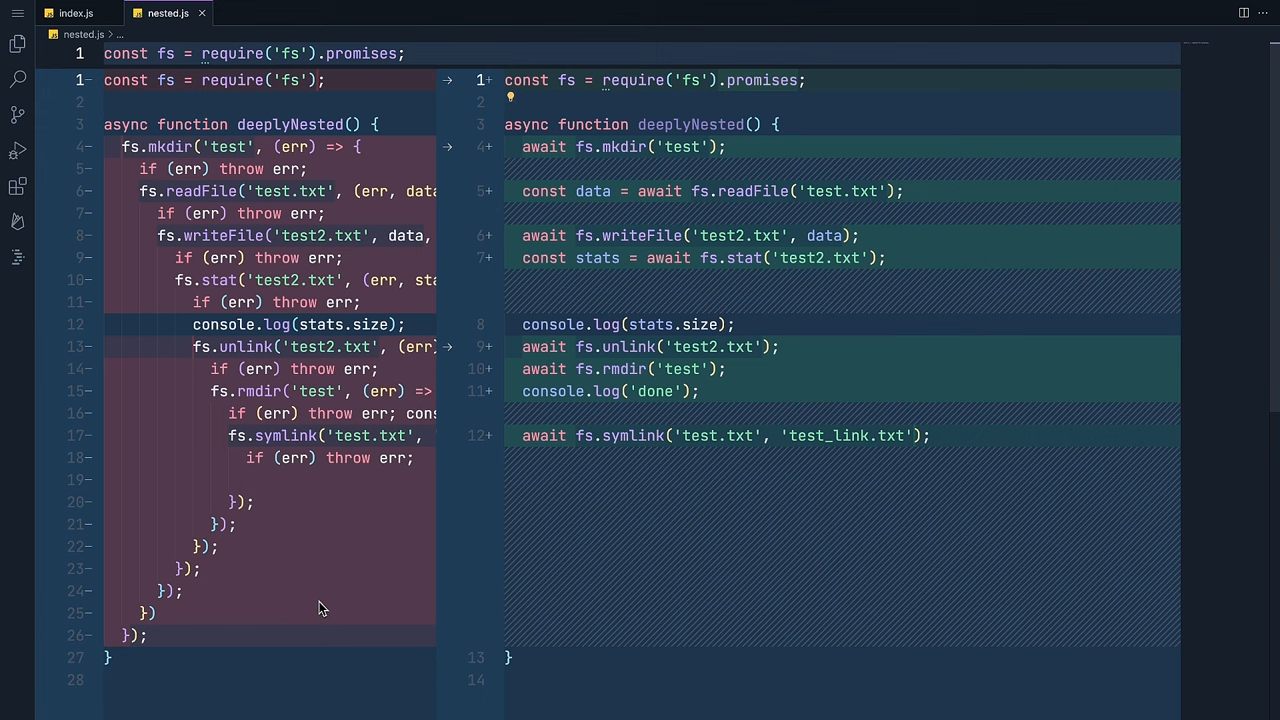 index.js
nested.js
nested.js > ...
1 const fs = require('fs').promises;
1- const fs = require('fs');
2
3 async function deeplyNested() {
4- fs.mkdir('test', (err) => {
5- if (err) throw err;
6- fs.readFile('test.txt', (err, data
7- if (err) throw err;
8- fs.writeFile('test2.txt', data,
9- if (err) throw err;
10- fs.stat('test2.txt', (err, sta
11- if (err) throw err;
12 console.log(stats.size);
13- fs.unlink('test2.txt', (err)
14- if (err) throw err;
15- fs.rmdir('test', (err) =>
16- if (err) throw err; cons
17- fs.symlink('test.txt', '
18- if (err) throw err;
19-
20- });
21- });
22- });
23- });
24- });
25- })
26- });
27 }
28
1+ const fs = require('fs').promises;
2
3 async function deeplyNested() {
4+ await fs.mkdir('test');
5+ const data = await fs.readFile('test.txt');
6+ await fs.writeFile('test2.txt', data);
7+ const stats = await fs.stat('test2.txt');
8 console.log(stats.size);
9+ await fs.unlink('test2.txt');
10+ await fs.rmdir('test');
11+ console.log('done');
12+ await fs.symlink('test.txt', 'test_link.txt');
13 }
14